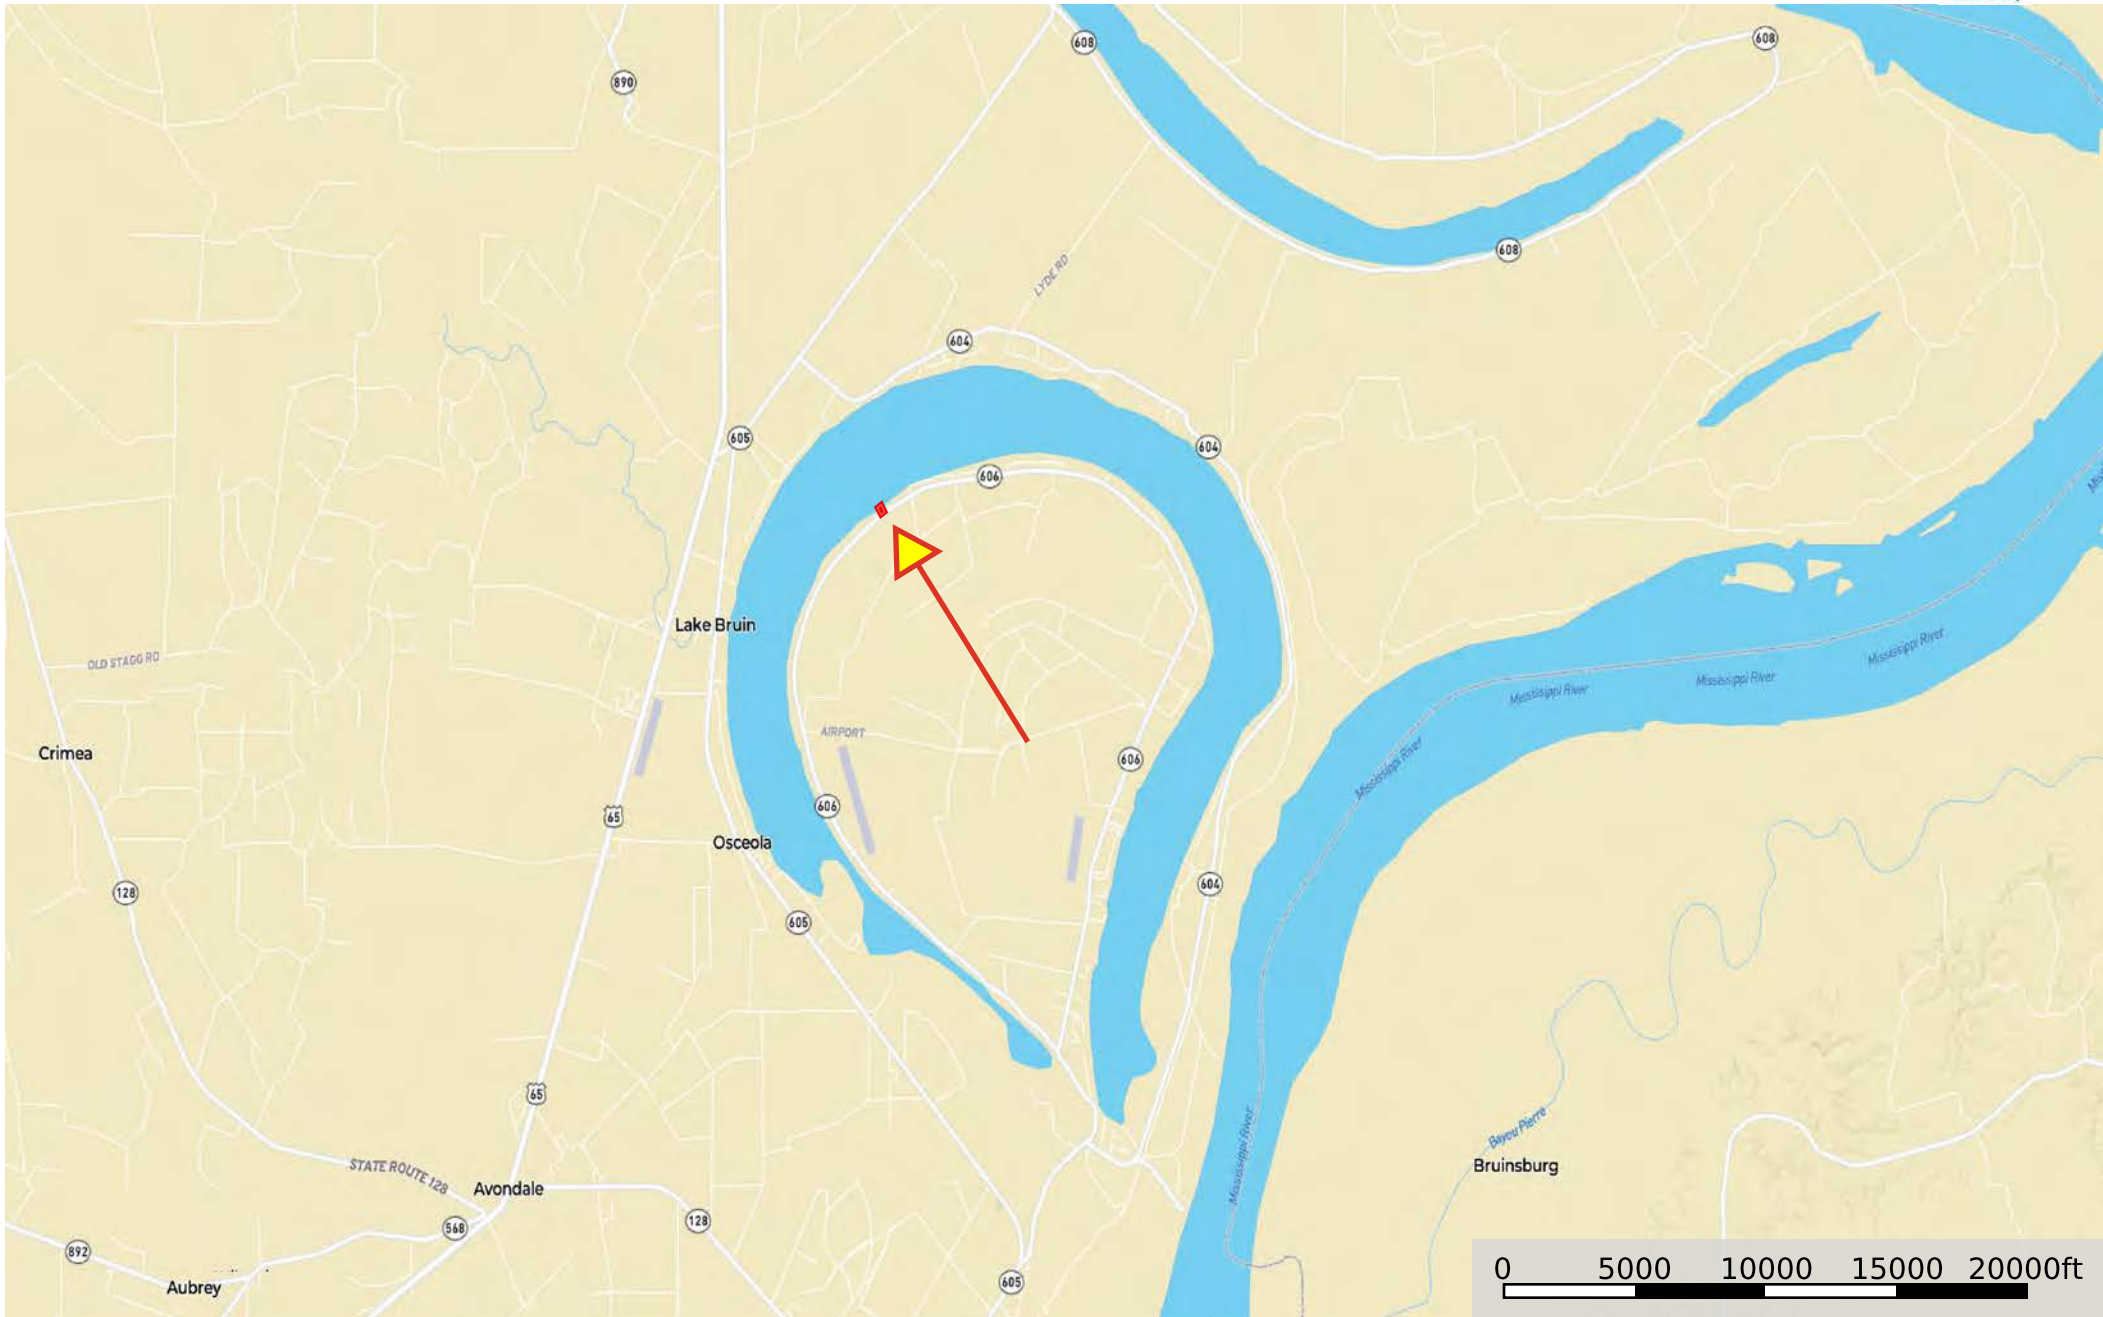 608
608
890
608
LYDE RD
604
605
604
606
Lake Bruin
OLD STAGG RD
Mississippi River
Mississippi River
Mississippi River
AIRPORT
Crimea
606
Mississippi River
606
65
Osceola
604
128
605
65
Bayou Pierre
Mississippi River
Bruinsburg
STATE ROUTE 128
Avondale
128
568
892
605
Aubrey
0 5000 10000 15000 20000ft